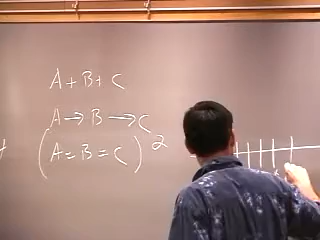 A + B + C
A → B → C
(A = B = C)²